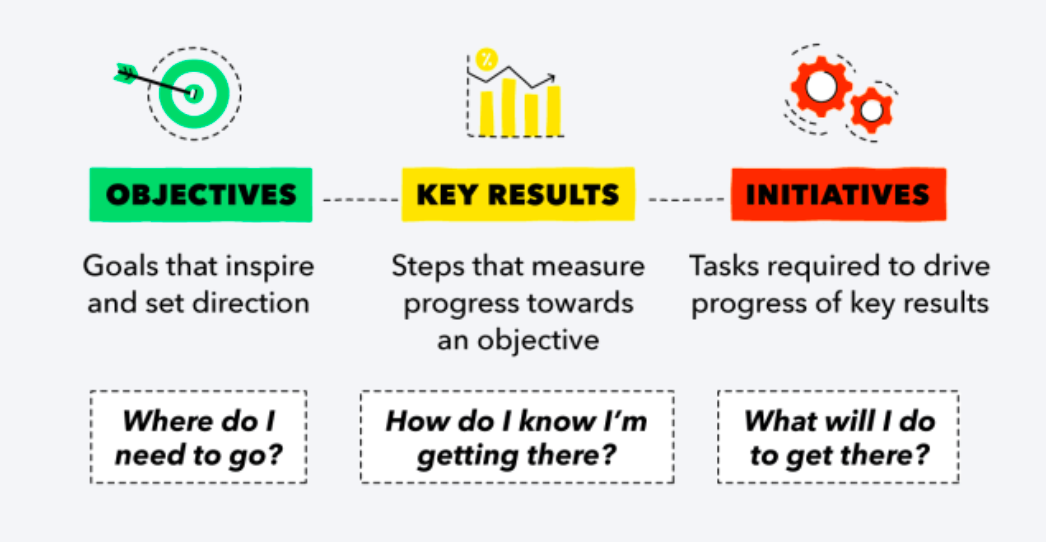 %
OBJECTIVES
KEY RESULTS
INITIATIVES
Goals that inspire
and set direction
Steps that measure
progress towards
an objective
Tasks required to drive
progress of key results
Where do I
need to go?
How do I know I’m
getting there?
What will I do
to get there?